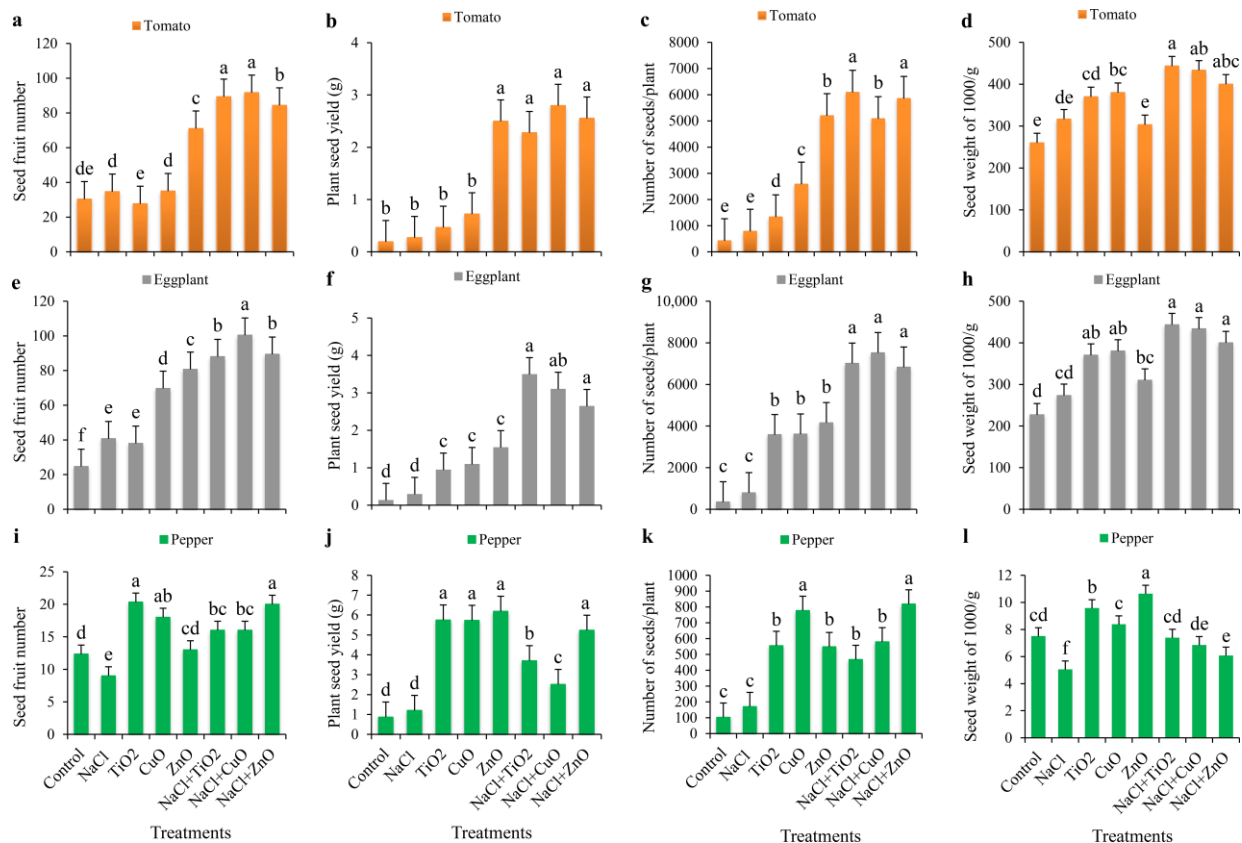 a Tomato
Seed fruit number
120
100
80
60
40
20
0
de d e d c a a b
b Tomato
Plant seed yield (g)
4
3
2
1
0
b b b b a a a a
c Tomato
Number of seeds/plant
8000
7000
6000
5000
4000
3000
2000
1000
0
e e d c b a b a
d Tomato
Seed weight of 1000/g
500
400
300
200
100
0
e de cd bc e a ab abc
e Eggplant
Seed fruit number
120
100
80
60
40
20
0
f e e d c b a b
f Eggplant
Plant seed yield (g)
5
4
3
2
1
0
d d c c c a ab a
g Eggplant
Number of seeds/plant
10,000
8000
6000
4000
2000
0
c c b b b a a a
h Eggplant
Seed weight of 1000/g
500
400
300
200
100
0
d cd ab ab bc a a a
i Pepper
Seed fruit number
25
20
15
10
5
0
d e a ab cd bc bc a
Control NaCl TiO2 CuO ZnO NaCl+TiO2 NaCl+CuO NaCl+ZnO
Treatments
j Pepper
Plant seed yield (g)
8
7
6
5
4
3
2
1
0
d d a a a b c a
Control NaCl TiO2 CuO ZnO NaCl+TiO2 NaCl+CuO NaCl+ZnO
Treatments
k Pepper
Number of seeds/plant
1000
900
800
700
600
500
400
300
200
100
c c b a b b b a
Control NaCl TiO2 CuO ZnO NaCl+TiO2 NaCl+CuO NaCl+ZnO
Treatments
l Pepper
Seed weight of 1000/g
12
10
8
6
4
2
0
cd f b c a cd de e
Control NaCl TiO2 CuO ZnO NaCl+TiO2 NaCl+CuO NaCl+ZnO
Treatments